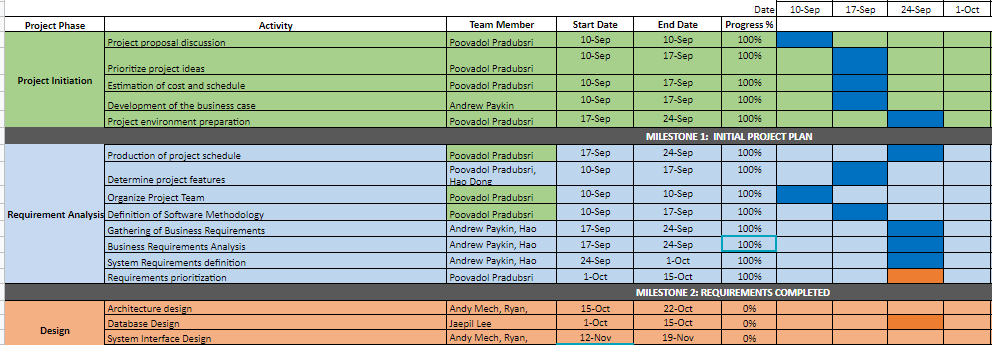 Date 10-Sep 17-Sep 24-Sep 1-Oct
Project Phase Activity Team Member Start Date End Date Progress %
Project Initiation
Project proposal discussion Poovadol Pradubsri 10-Sep 10-Sep 100%
Prioritize project ideas Poovadol Pradubsri 10-Sep 17-Sep 100%
Estimation of cost and schedule Poovadol Pradubsri 10-Sep 17-Sep 100%
Development of the business case Andrew Paykin 10-Sep 17-Sep 100%
Project environment preparation Poovadol Pradubsri 17-Sep 24-Sep 100%
MILESTONE 1: INITIAL PROJECT PLAN
Requirement Analysis
Production of project schedule Poovadol Pradubsri 17-Sep 24-Sep 100%
Determine project features Poovadol Pradubsri, Hao Dong 10-Sep 17-Sep 100%
Organize Project Team Poovadol Pradubsri 10-Sep 10-Sep 100%
Definition of Software Methodology Poovadol Pradubsri 10-Sep 17-Sep 100%
Gathering of Business Requirements Andrew Paykin, Hao 17-Sep 24-Sep 100%
Business Requirements Analysis Andrew Paykin, Hao 17-Sep 24-Sep 100%
System Requirements definition Andrew Paykin, Hao 24-Sep 1-Oct 100%
Requirements prioritization Poovadol Pradubsri 1-Oct 15-Oct 100%
MILESTONE 2: REQUIREMENTS COMPLETED
Design
Architecture design Andy Mech, Ryan, 15-Oct 22-Oct 0%
Database Design Jaepil Lee 1-Oct 15-Oct 0%
System Interface Design Andy Mech, Ryan, 12-Nov 19-Nov 0%